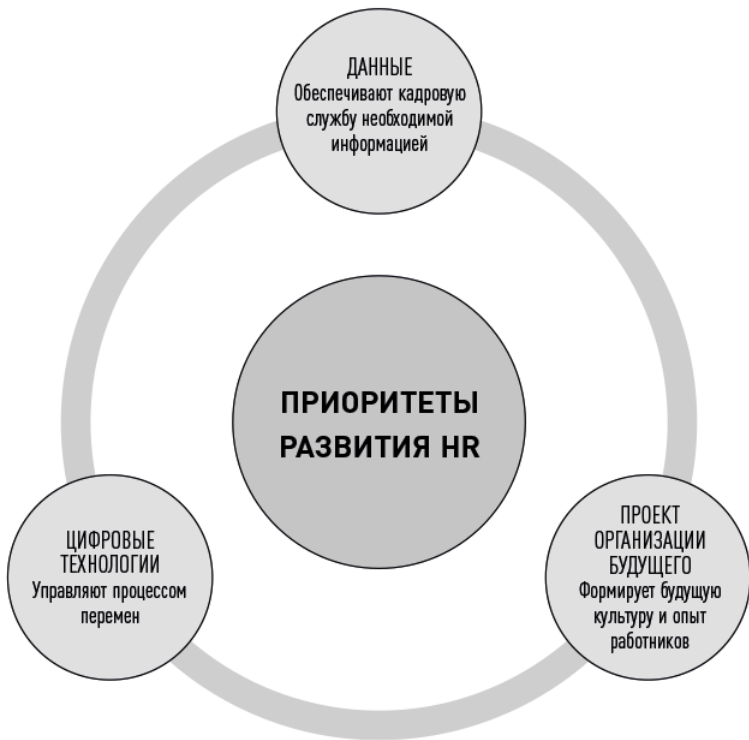 ДАННЫЕ
Обеспечивают кадровую
службу необходимой
информацией
ПРИОРИТЕТЫ
РАЗВИТИЯ HR
ЦИФРОВЫЕ
ТЕХНОЛОГИИ
Управляют процессом
перемен
ПРОЕКТ
ОРГАНИЗАЦИИ
БУДУЩЕГО
Формирует будущую
культуру и опыт
работников